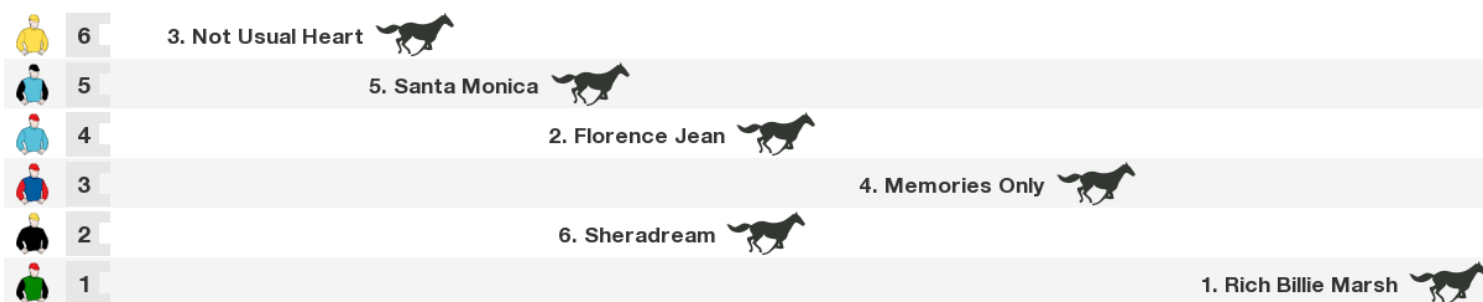 6 3. Not Usual Heart
5 5. Santa Monica
4 2. Florence Jean
3 4. Memories Only
2 6. Sheradream
1 1. Rich Billie Marsh